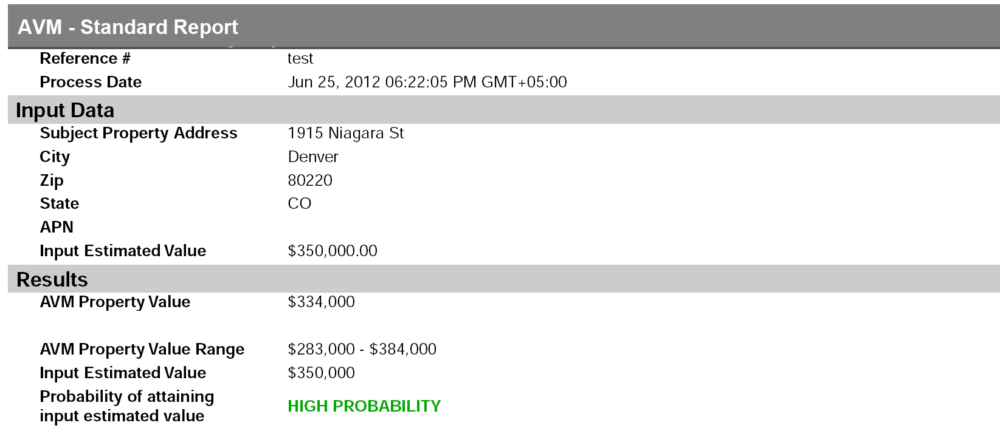 AVM - Standard Report
Reference # test
Process Date Jun 25, 2012 06:22:05 PM GMT+05:00
Input Data
Subject Property Address 1915 Niagara St
City Denver
Zip 80220
State CO
APN
Input Estimated Value $350,000.00
Results
AVM Property Value $334,000
AVM Property Value Range $283,000 - $384,000
Input Estimated Value $350,000
Probability of attaining
input estimated value HIGH PROBABILITY